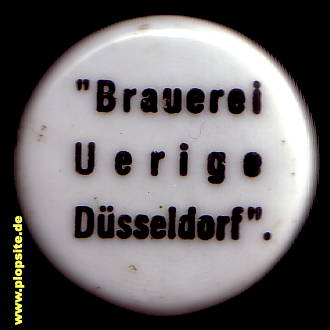 "Brauerei
Uerige
Düsseldorf".
www.plopsite.de